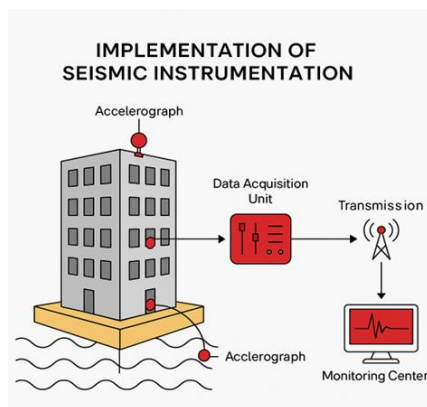 IMPLEMENTATION OF
SEISMIC INSTRUMENTATION
Accelerograph
Data Acquisition
Unit
Transmission
Acclerograph
Monitoring Center